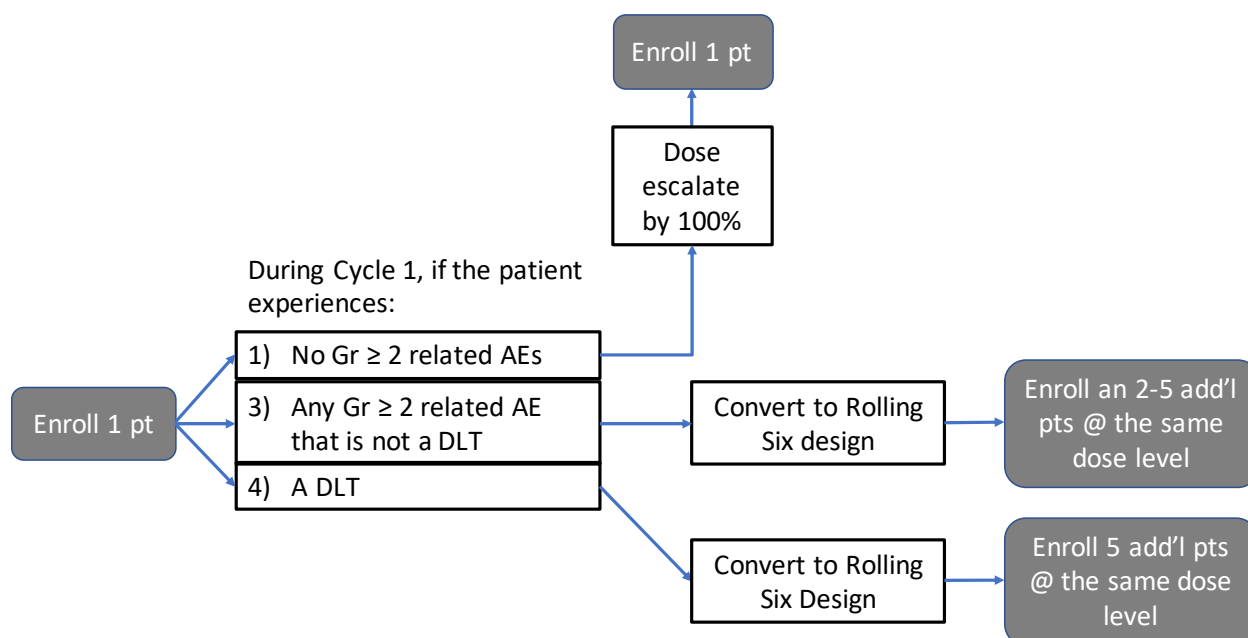 Enroll 1 pt
Dose
escalate
by 100%
During Cycle 1, if the patient
experiences:
1) No Gr ≥ 2 related AEs
Enroll 1 pt
3) Any Gr ≥ 2 related AE
that is not a DLT
4) A DLT
Convert to Rolling
Six design
Enroll an 2-5 add’l
pts @ the same
dose level
Convert to Rolling
Six Design
Enroll 5 add’l pts
@ the same dose
level